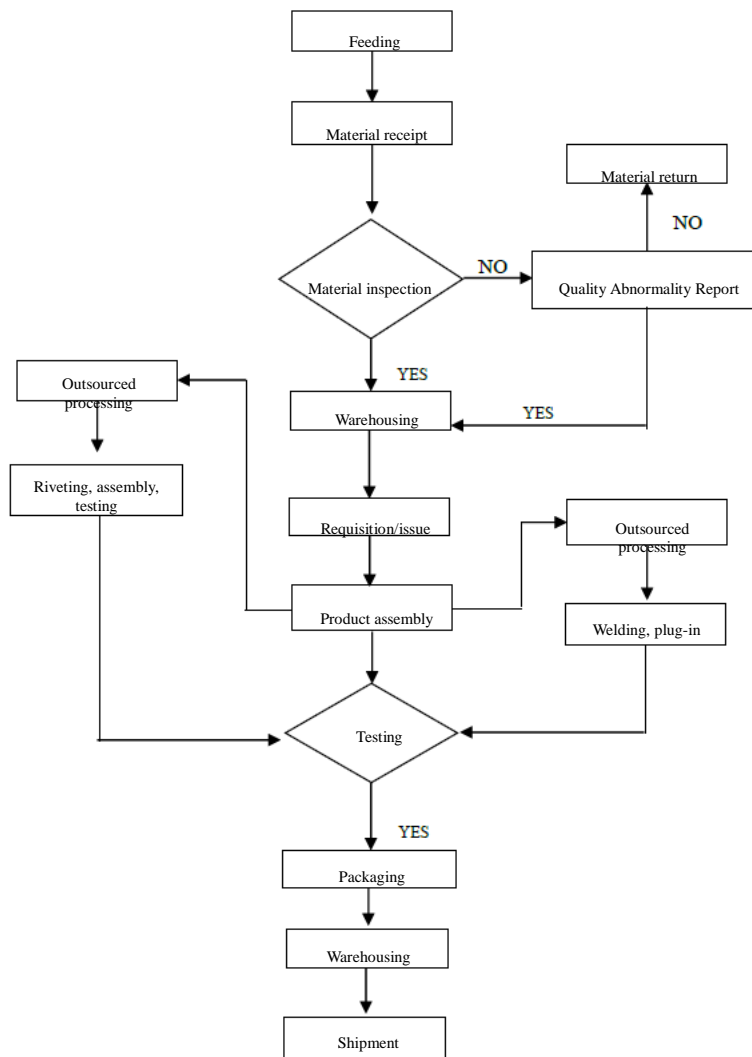 Feeding
Material receipt
Material return
NO
Material inspection
NO
Quality Abnormality Report
YES
Outsourced
processing
Warehousing
YES
Riveting, assembly,
testing
Requisition/issue
Outsourced
processing
Product assembly
Welding, plug-in
Testing
YES
Packaging
Warehousing
Shipment